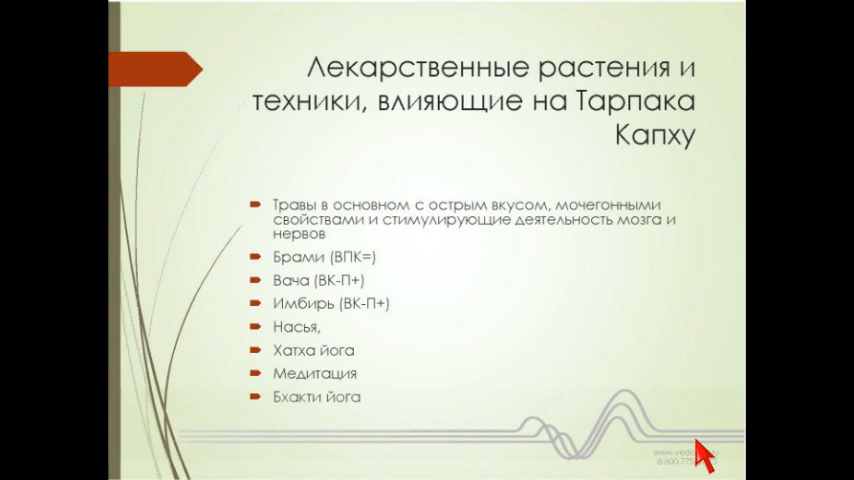 Лекарственные растения и
техники, влияющие на Тарпака
Капху
Травы в основном с острым вкусом, мочегонными
свойствами и стимулирующие деятельность мозга и
нервов
Брами (ВПК=)
Вача (ВК-П+)
Имбирь (ВК-П+)
Насья,
Хатха йога
Медитация
Бхакти йога